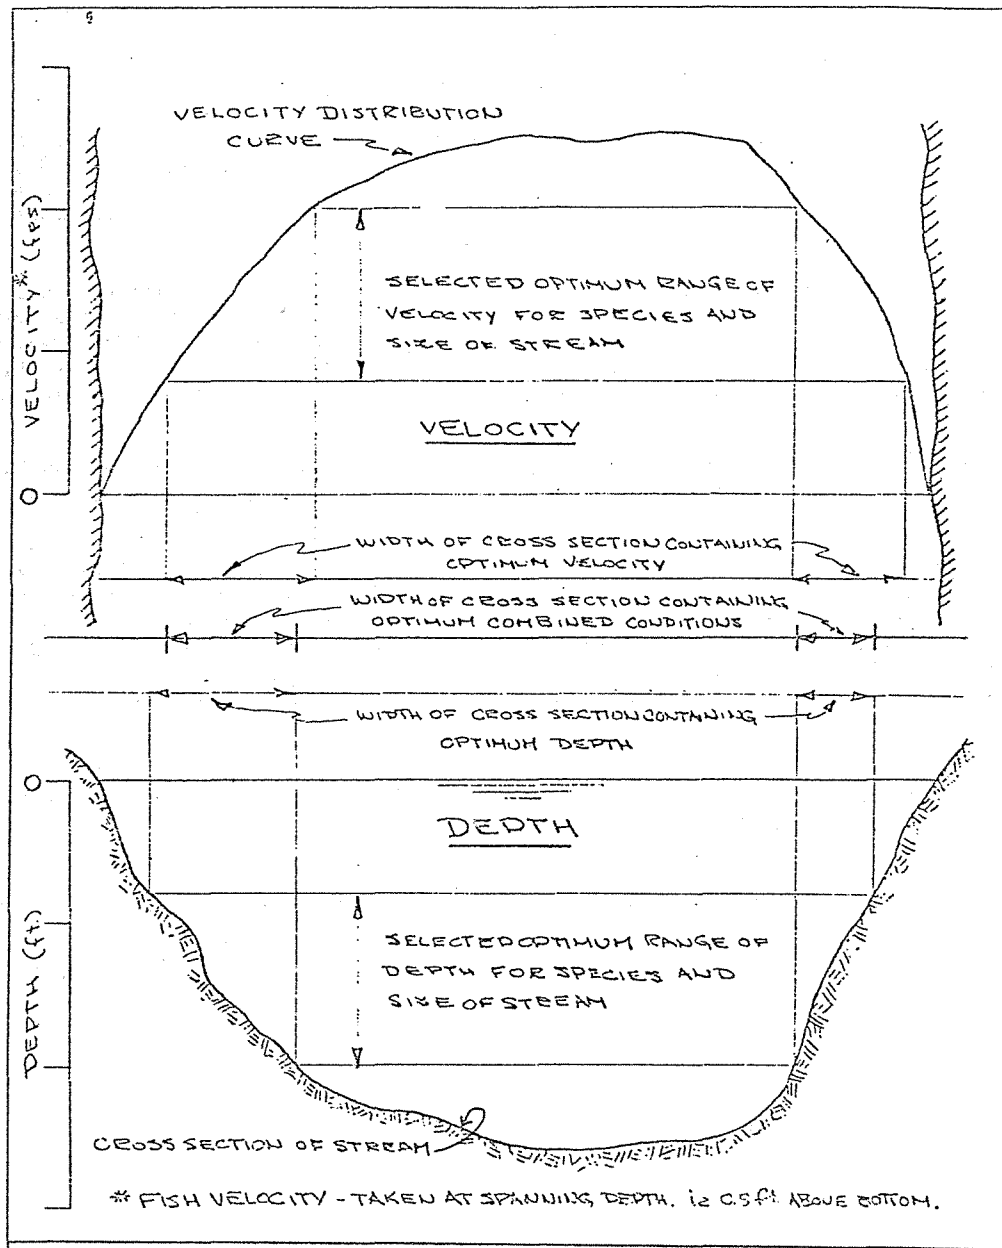 VELOCITY DISTRIBUTION
CURVE
VELOCITY* (fps)
SELECTED OPTIMUM RANGE OF
VELOCITY FOR SPECIES AND
SIZE OF STREAM
VELOCITY
0
WIDTH OF CROSS SECTION CONTAINING
OPTIMUM VELOCITY
WIDTH OF CROSS SECTION CONTAINING
OPTIMUM COMBINED CONDITIONS
WIDTH OF CROSS SECTION CONTAINING
OPTIMUM DEPTH
0
DEPTH
DEPTH (ft.)
SELECTED OPTIMUM RANGE OF
DEPTH FOR SPECIES AND
SIZE OF STREAM
CROSS SECTION OF STREAM
* FISH VELOCITY - TAKEN AT SPANNING DEPTH. ie 0.5 ft. ABOVE BOTTOM.